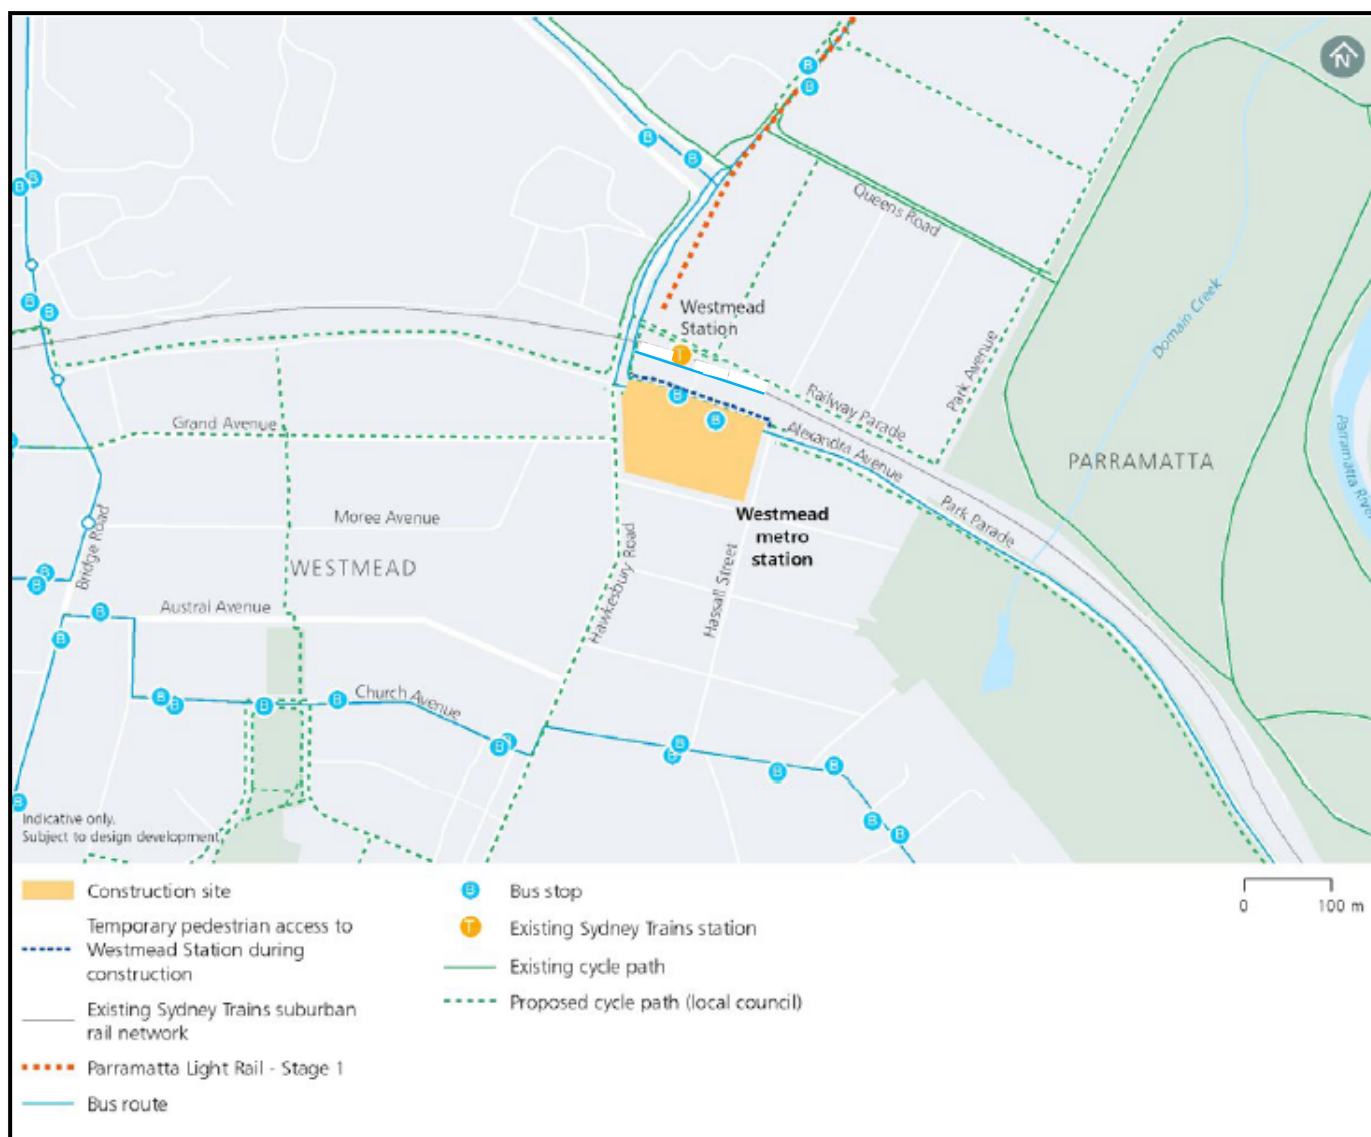 N
B
B
B
B
B
B
Queens Road
B
B
Westmead
Station
T
Domain Creek
Park Avenue
Railway Parade
B
B
Grand Avenue
Alexandra Avenue
PARRAMATTA
Parramatta River
Moree Avenue
Westmead
metro
station
Park Parade
Bridge Road
WESTMEAD
Hawkesbury Road
Hassall Street
B
B
Austral Avenue
B
B
Church Avenue
B
B
B
B
B
B
B
B
B
B
B
B
B
Indicative only.
Subject to design development.
Construction site
Temporary pedestrian access to
Westmead Station during
construction
Existing Sydney Trains suburban
rail network
Parramatta Light Rail - Stage 1
Bus route
B Bus stop
T Existing Sydney Trains station
Existing cycle path
Proposed cycle path (local council)
0 100 m